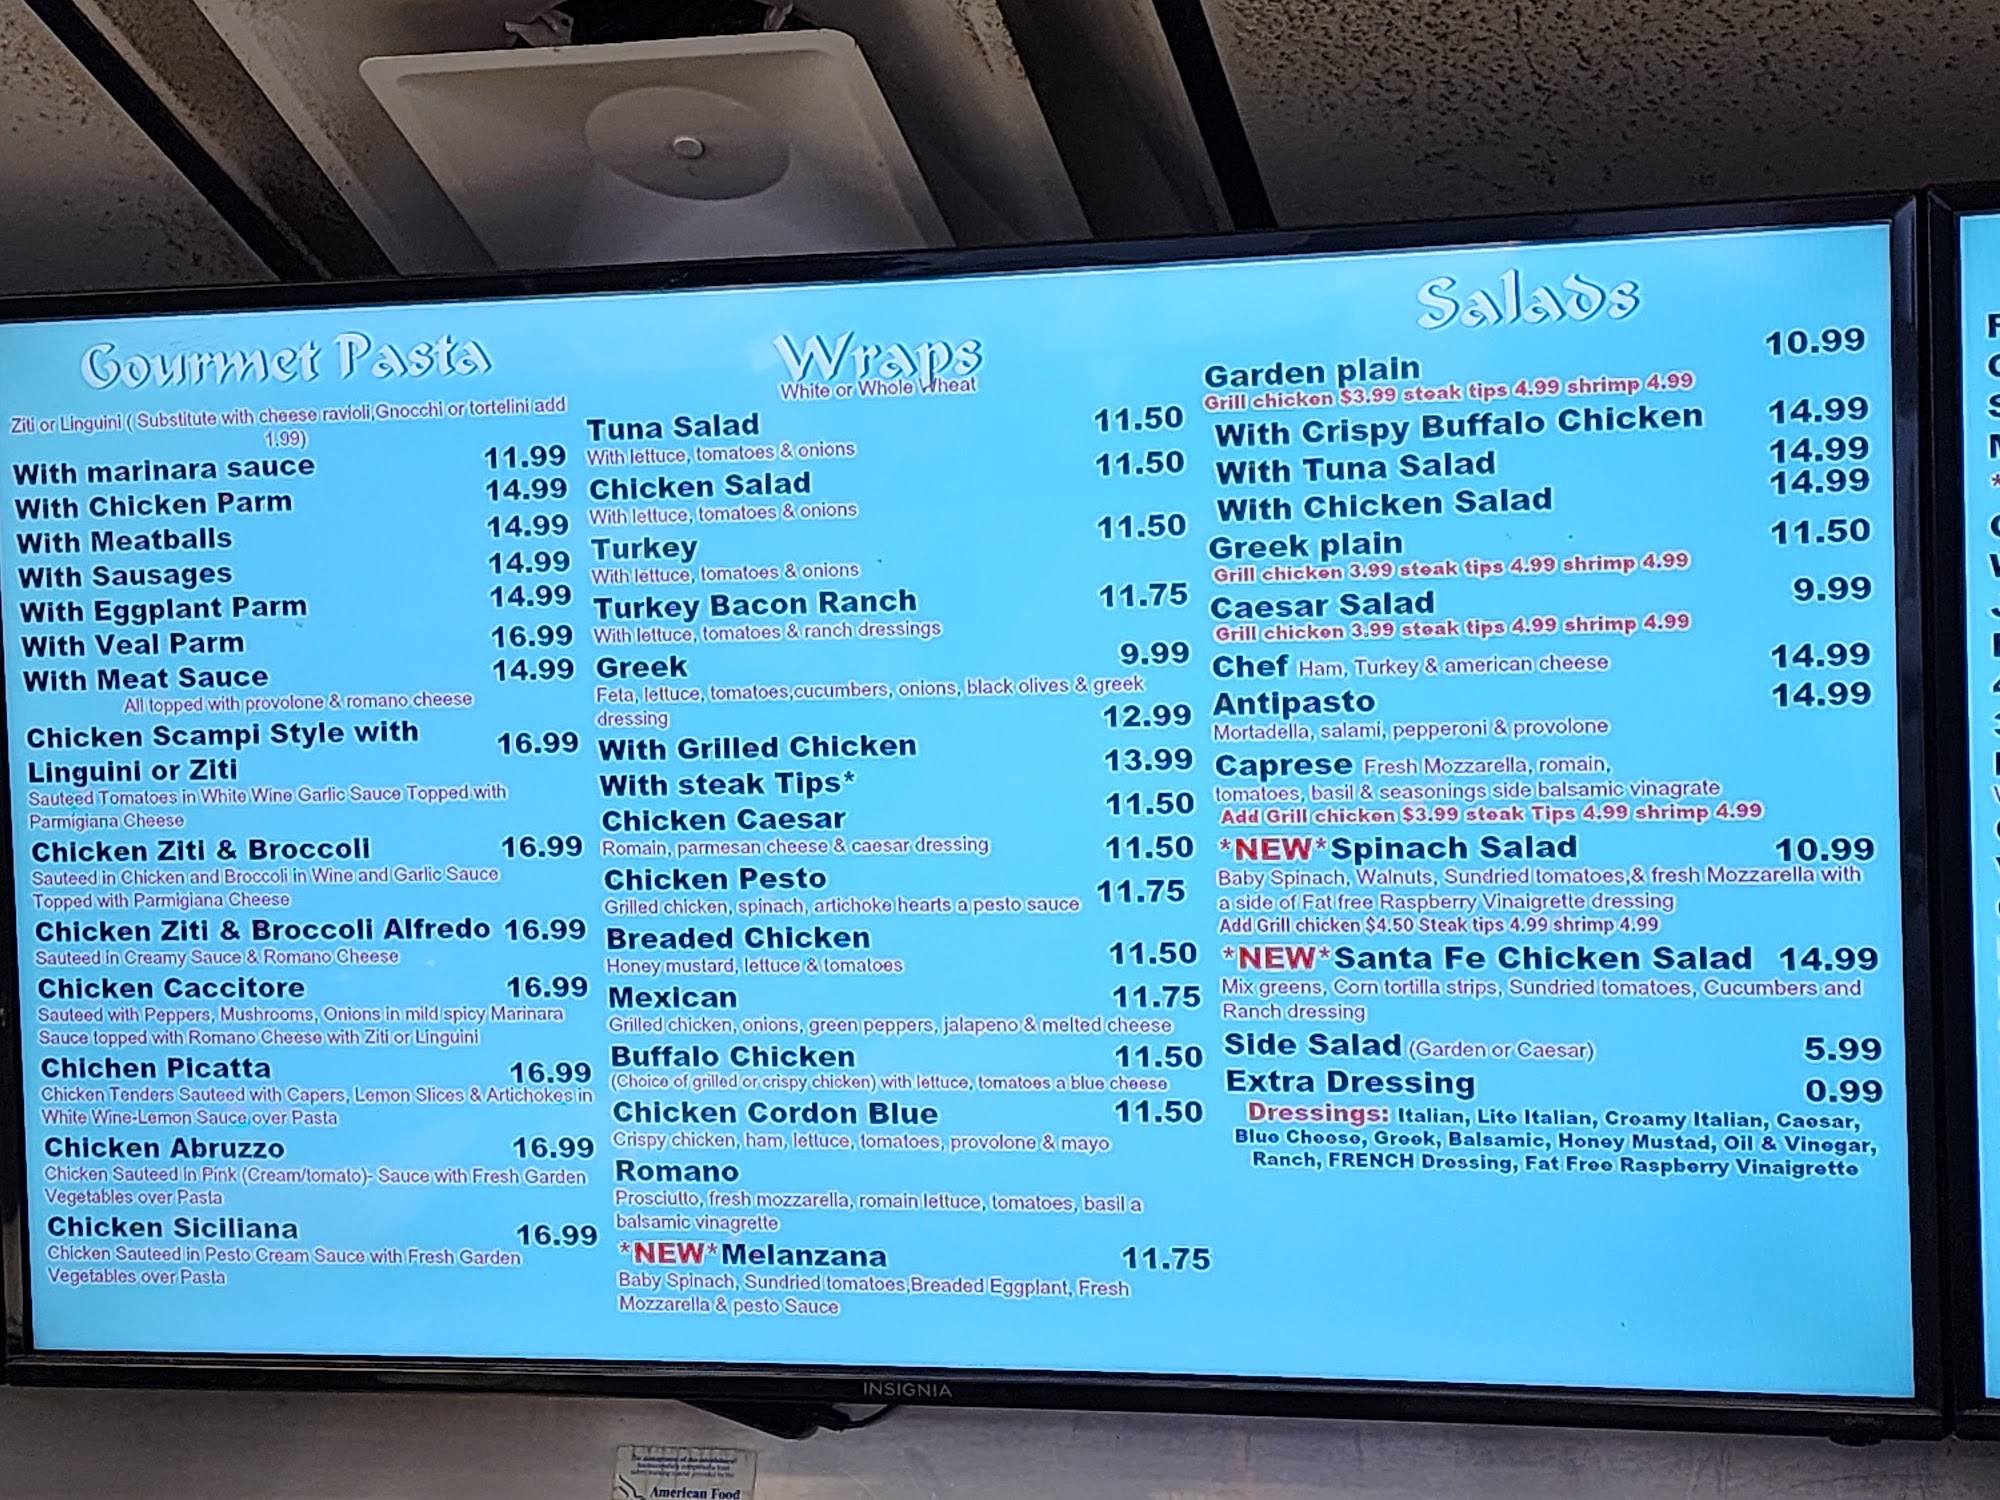 Gourmet Pasta
Ziti or Linguini ( Substitute with cheese ravioli,Gnocchi or tortelini add
1.99)
With marinara sauce 11.99
With Chicken Parm 14.99
With Meatballs 14.99
With Sausages 14.99
With Eggplant Parm 14.99
With Veal Parm 16.99
With Meat Sauce 14.99
All topped with provolone & romano cheese
Chicken Scampi Style with
Linguini or Ziti 16.99
Sauteed Tomatoes in White Wine Garlic Sauce Topped with
Parmigiana Cheese
Chicken Ziti & Broccoli 16.99
Sauteed in Chicken and Broccoli in Wine and Garlic Sauce
Topped with Parmigiana Cheese
Chicken Ziti & Broccoli Alfredo 16.99
Sauteed in Creamy Sauce & Romano Cheese
Chicken Caccitore 16.99
Sauteed with Peppers, Mushrooms, Onions in mild spicy Marinara
Sauce topped with Romano Cheese with Ziti or Linguini
Chichen Picatta 16.99
Chicken Tenders Sauteed with Capers, Lemon Slices & Artichokes in
White Wine-Lemon Sauce over Pasta
Chicken Abruzzo 16.99
Chicken Sauteed in Pink (Cream/tomato)- Sauce with Fresh Garden
Vegetables over Pasta
Chicken Siciliana 16.99
Chicken Sauteed in Pesto Cream Sauce with Fresh Garden
Vegetables over Pasta
Wraps
White or Whole Wheat
Tuna Salad 11.50
With lettuce, tomatoes & onions
Chicken Salad 11.50
With lettuce, tomatoes & onions
Turkey 11.50
With lettuce, tomatoes & onions
Turkey Bacon Ranch 11.75
With lettuce, tomatoes & ranch dressings
Greek 9.99
Feta, lettuce, tomatoes,cucumbers, onions, black olives & greek
dressing
With Grilled Chicken 12.99
With steak Tips* 13.99
Chicken Caesar 11.50
Romain, parmesan cheese & caesar dressing
Chicken Pesto 11.50
Grilled chicken, spinach, artichoke hearts a pesto sauce
Breaded Chicken 11.75
Honey mustard, lettuce & tomatoes
Mexican 11.50
Grilled chicken, onions, green peppers, jalapeno & melted cheese
Buffalo Chicken 11.75
(Choice of grilled or crispy chicken) with lettuce, tomatoes a blue cheese
Chicken Cordon Blue 11.50
Crispy chicken, ham, lettuce, tomatoes, provolone & mayo
Romano 11.50
Prosciutto, fresh mozzarella, romain lettuce, tomatoes, basil a
balsamic vinagrette
*NEW*Melanzana 11.75
Baby Spinach, Sundried tomatoes,Breaded Eggplant, Fresh
Mozzarella & pesto Sauce
Salads
Garden plain 10.99
Grill chicken $3.99 steak tips 4.99 shrimp 4.99
With Crispy Buffalo Chicken 14.99
With Tuna Salad 14.99
With Chicken Salad 14.99
Greek plain 11.50
Grill chicken 3.99 steak tips 4.99 shrimp 4.99
Caesar Salad 9.99
Grill chicken 3.99 steak tips 4.99 shrimp 4.99
Chef Ham, Turkey & american cheese 14.99
Antipasto 14.99
Mortadella, salami, pepperoni & provolone
Caprese Fresh Mozzarella, romain,
tomatoes, basil & seasonings side balsamic vinagrate
Add Grill chicken $3.99 steak Tips 4.99 shrimp 4.99
*NEW*Spinach Salad 10.99
Baby Spinach, Walnuts, Sundried tomatoes,& fresh Mozzarella with
a side of Fat free Raspberry Vinaigrette dressing
Add Grill chicken $4.50 Steak tips 4.99 shrimp 4.99
*NEW*Santa Fe Chicken Salad 14.99
Mix greens, Corn tortilla strips, Sundried tomatoes, Cucumbers and
Ranch dressing
Side Salad (Garden or Caesar) 5.99
Extra Dressing 0.99
Dressings: Italian, Lite Italian, Creamy Italian, Caesar,
Blue Cheese, Greek, Balsamic, Honey Mustad, Oil & Vinegar,
Ranch, FRENCH Dressing, Fat Free Raspberry Vinaigrette
INSIGNIA
American Food